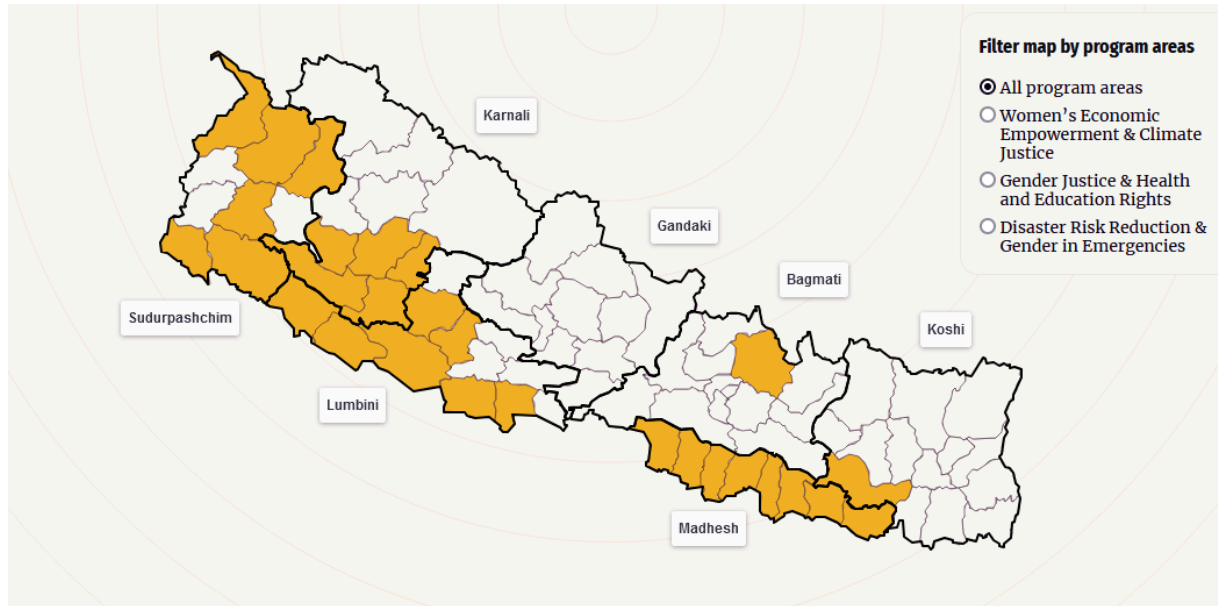 Filter map by program areas
All program areas
Women’s Economic
Empowerment & Climate
Justice
Gender Justice & Health
and Education Rights
Disaster Risk Reduction &
Gender in Emergencies
Karnali
Gandaki
Bagmati
Koshi
Sudurpashchim
Lumbini
Madhesh